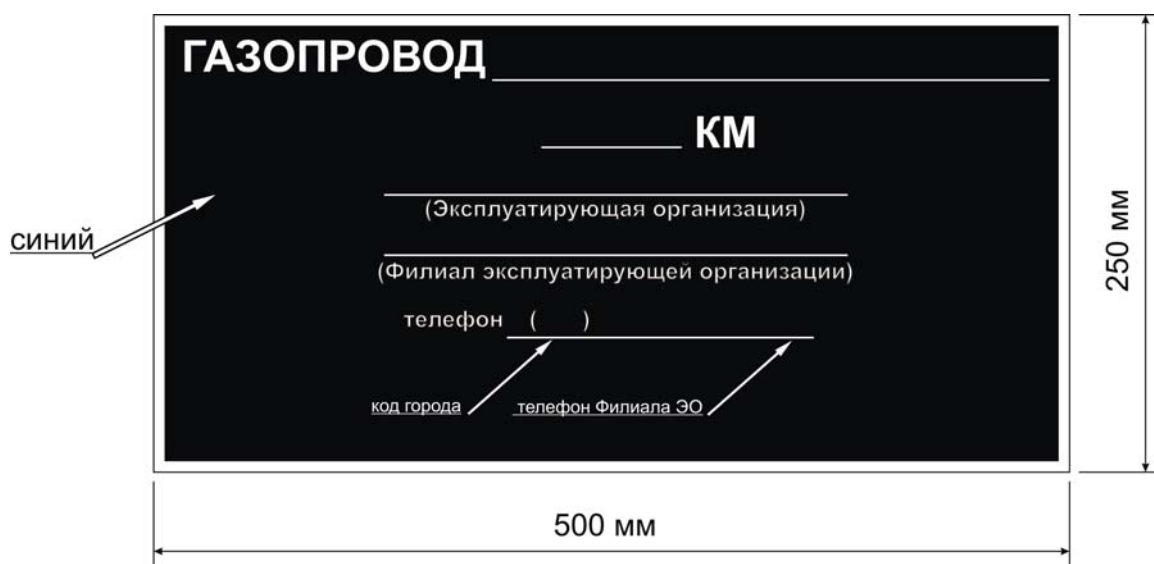 ГАЗОПРОВОД
КМ
(Эксплуатирующая организация)
(Филиал эксплуатирующей организации)
телефон ( )
код города
телефон Филиала ЭО
синий
250 мм
500 мм